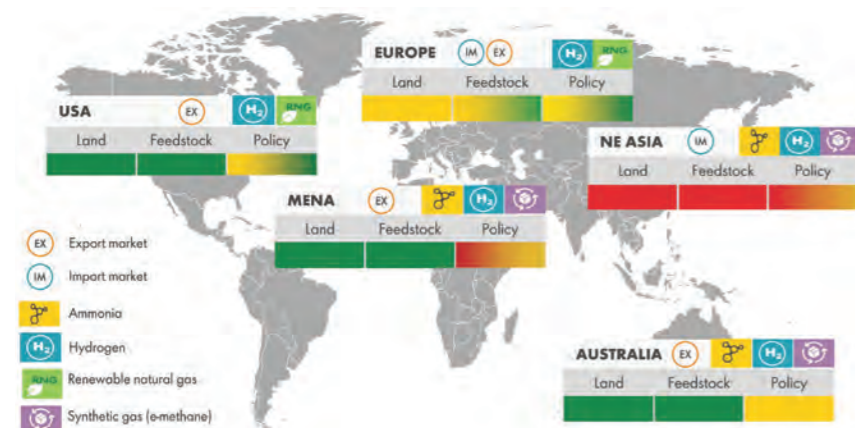 EUROPE IM EX H₂ RNG
Land Feedstock Policy
USA EX H₂ RNG
Land Feedstock Policy
NE ASIA IM H₂
Land Feedstock Policy
MENA EX H₂
Land Feedstock Policy
EX Export market
IM Import market
Ammonia
H₂ Hydrogen
RNG Renewable natural gas
Synthetic gas (e-methane)
AUSTRALIA EX H₂
Land Feedstock Policy